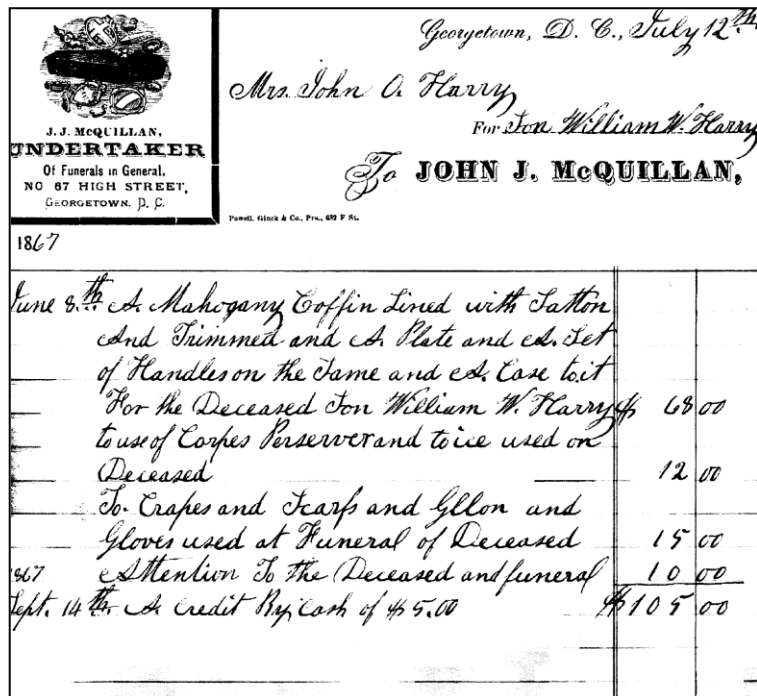 Georgetown, D. C., July 12th
Mrs. John O. Harry
For Son William W. Harry
To JOHN J. McQUILLAN,
J. J. McQUILLAN,
UNDERTAKER
Of Funerals in General,
NO 67 HIGH STREET,
GEORGETOWN, D. C.
Powell, Ginck & Co., Prs., 632 F St.
1867
June 8.th A. Mahogany Coffin Lined with Satton
And Trimmed and A. Plate and A. Set
of Handles on the Same and A. Case to it
For the Deceased Son William W. Harry $ 68 00
to use of Corpes Perserver and to ice used on
Deceased 12 00
To. Crapes and Scarfs and Gllon and
Gloves used at Funeral of Deceased 15 00
1867 Attention To the Deceased and funeral 10 00
Sept. 14th A. Credit By Cash of $5.00 $105 00